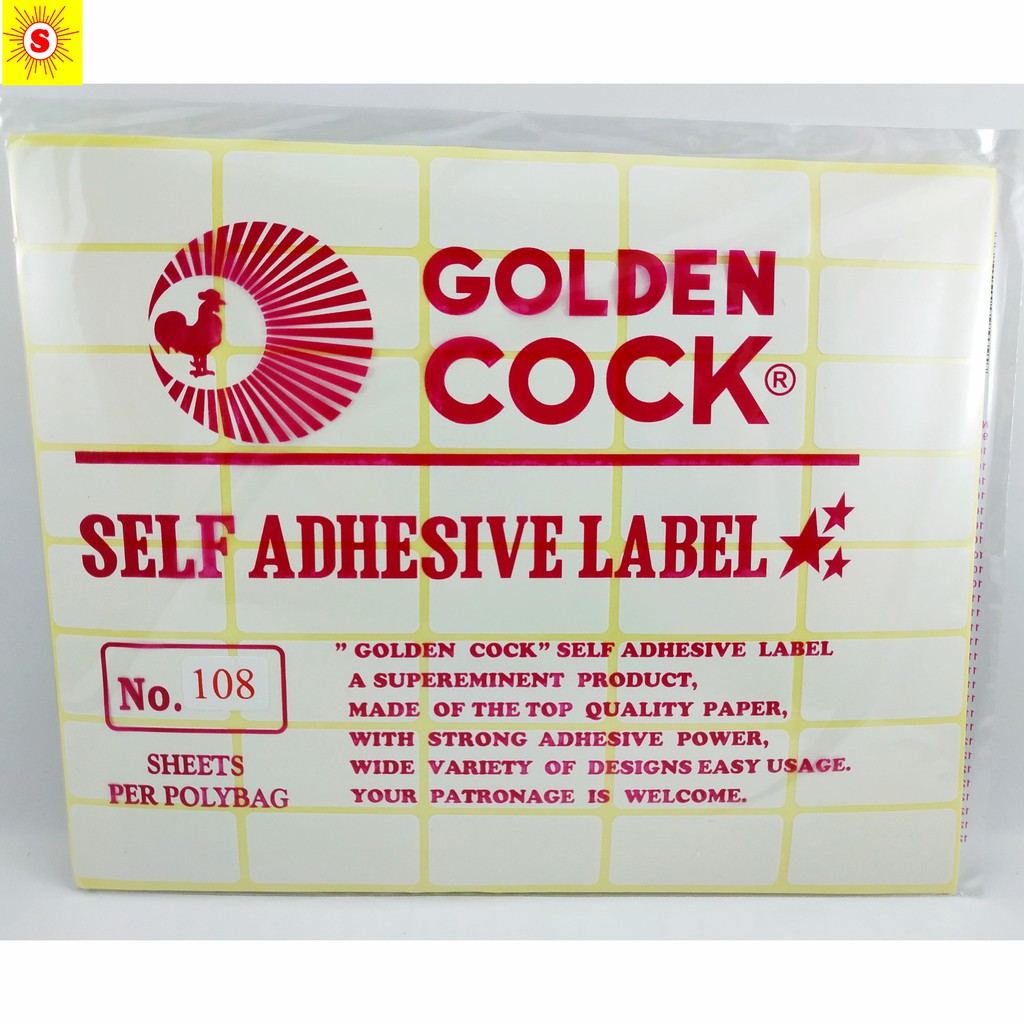 S
GOLDEN
COCK®
SELF ADHESIVE LABEL
No. 108
SHEETS
PER POLYBAG
” GOLDEN COCK” SELF ADHESIVE LABEL
A SUPEREMINENT PRODUCT,
MADE OF THE TOP QUALITY PAPER,
WITH STRONG ADHESIVE POWER,
WIDE VARIETY OF DESIGNS EASY USAGE.
YOUR PATRONAGE IS WELCOME.